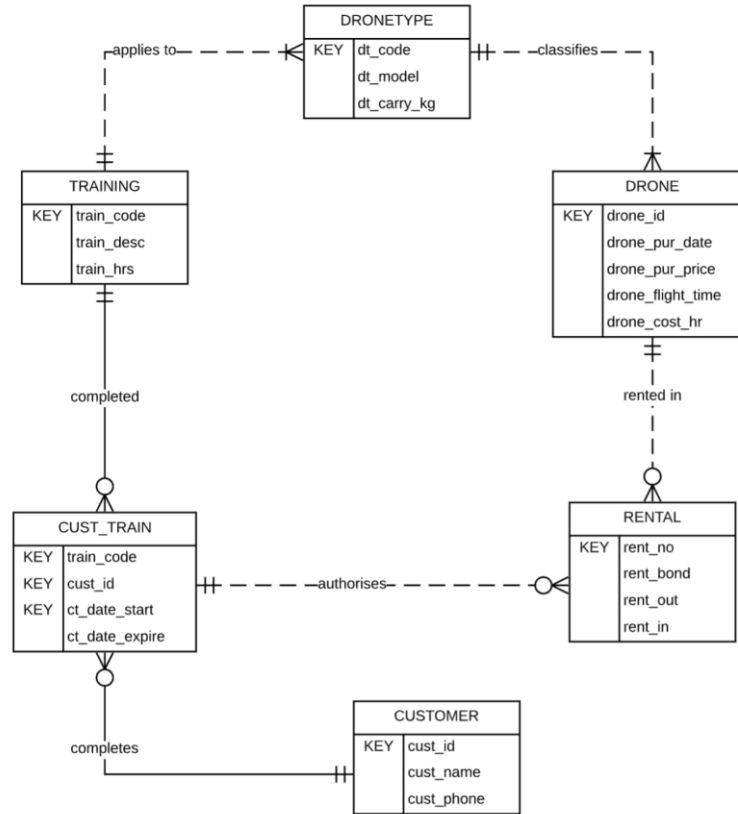 DRONETYPE
KEY dt_code
dt_model
dt_carry_kg
applies to
classifies
TRAINING
KEY train_code
train_desc
train_hrs
DRONE
KEY drone_id
drone_pur_date
drone_pur_price
drone_flight_time
drone_cost_hr
completed
rented in
CUST_TRAIN
KEY train_code
KEY cust_id
KEY ct_date_start
ct_date_expire
authorises
RENTAL
KEY rent_no
rent_bond
rent_out
rent_in
completes
CUSTOMER
KEY cust_id
cust_name
cust_phone